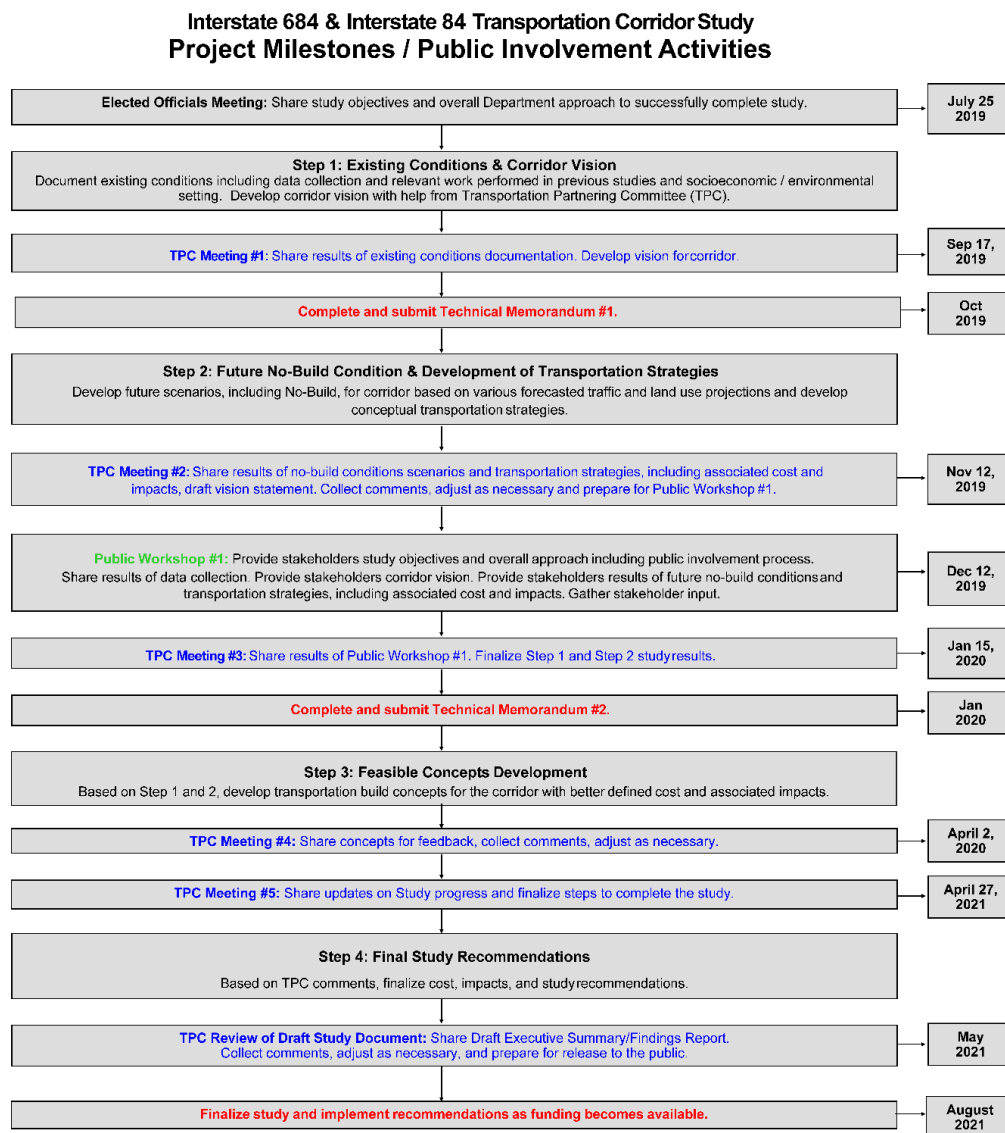 Interstate 684 & Interstate 84 Transportation Corridor Study
Project Milestones / Public Involvement Activities
Elected Officials Meeting: Share study objectives and overall Department approach to successfully complete study.
July 25
2019
Step 1: Existing Conditions & Corridor Vision
Document existing conditions including data collection and relevant work performed in previous studies and socioeconomic / environmental
setting. Develop corridor vision with help from Transportation Partnering Committee (TPC).
TPC Meeting #1: Share results of existing conditions documentation. Develop vision for corridor.
Sep 17,
2019
Complete and submit Technical Memorandum #1.
Oct
2019
Step 2: Future No-Build Condition & Development of Transportation Strategies
Develop future scenarios, including No-Build, for corridor based on various forecasted traffic and land use projections and develop
conceptual transportation strategies.
TPC Meeting #2: Share results of no-build conditions scenarios and transportation strategies, including associated cost and
impacts, draft vision statement. Collect comments, adjust as necessary and prepare for Public Workshop #1.
Nov 12,
2019
Public Workshop #1: Provide stakeholders study objectives and overall approach including public involvement process.
Share results of data collection. Provide stakeholders corridor vision. Provide stakeholders results of future no-build conditions and
transportation strategies, including associated cost and impacts. Gather stakeholder input.
Dec 12,
2019
TPC Meeting #3: Share results of Public Workshop #1. Finalize Step 1 and Step 2 study results.
Jan 15,
2020
Complete and submit Technical Memorandum #2.
Jan
2020
Step 3: Feasible Concepts Development
Based on Step 1 and 2, develop transportation build concepts for the corridor with better defined cost and associated impacts.
TPC Meeting #4: Share concepts for feedback, collect comments, adjust as necessary.
April 2,
2020
TPC Meeting #5: Share updates on Study progress and finalize steps to complete the study.
April 27,
2021
Step 4: Final Study Recommendations
Based on TPC comments, finalize cost, impacts, and study recommendations.
TPC Review of Draft Study Document: Share Draft Executive Summary/Findings Report.
Collect comments, adjust as necessary, and prepare for release to the public.
May
2021
Finalize study and implement recommendations as funding becomes available.
August
2021